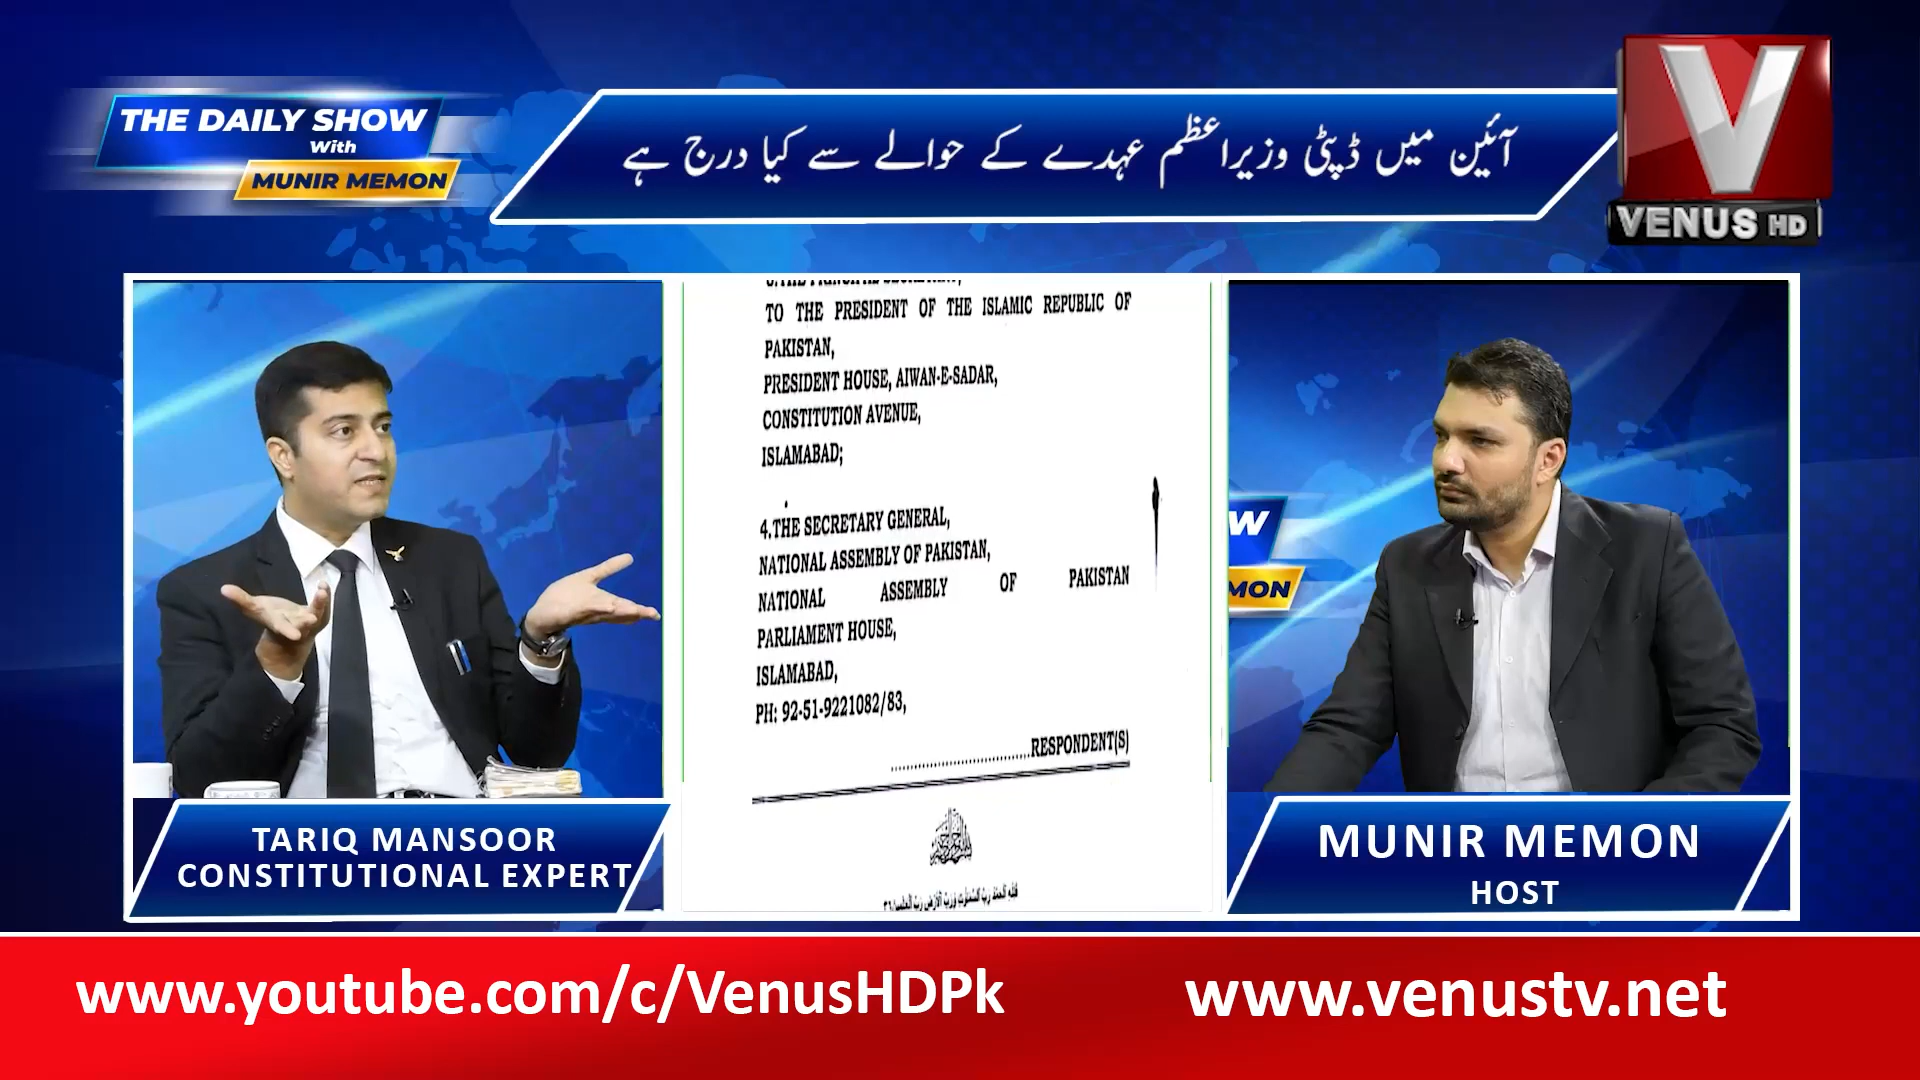 THE DAILY SHOW
With
MUNIR MEMON
آئین میں ڈپٹی وزیراعظم عہدے کے حوالے سے کیا درج ہے
V
VENUS HD
TO THE PRESIDENT OF THE ISLAMIC REPUBLIC OF
PAKISTAN,
PRESIDENT HOUSE, AIWAN-E-SADAR,
CONSTITUTION AVENUE,
ISLAMABAD;
4.THE SECRETARY GENERAL,
NATIONAL ASSEMBLY OF PAKISTAN,
NATIONAL ASSEMBLY OF PAKISTAN
PARLIAMENT HOUSE,
ISLAMABAD,
PH: 92-51-9221082/83,
................................RESPONDENT(S)
W
MON
TARIQ MANSOOR
CONSTITUTIONAL EXPERT
MUNIR MEMON
HOST
www.youtube.com/c/VenusHDPk
www.venustv.net